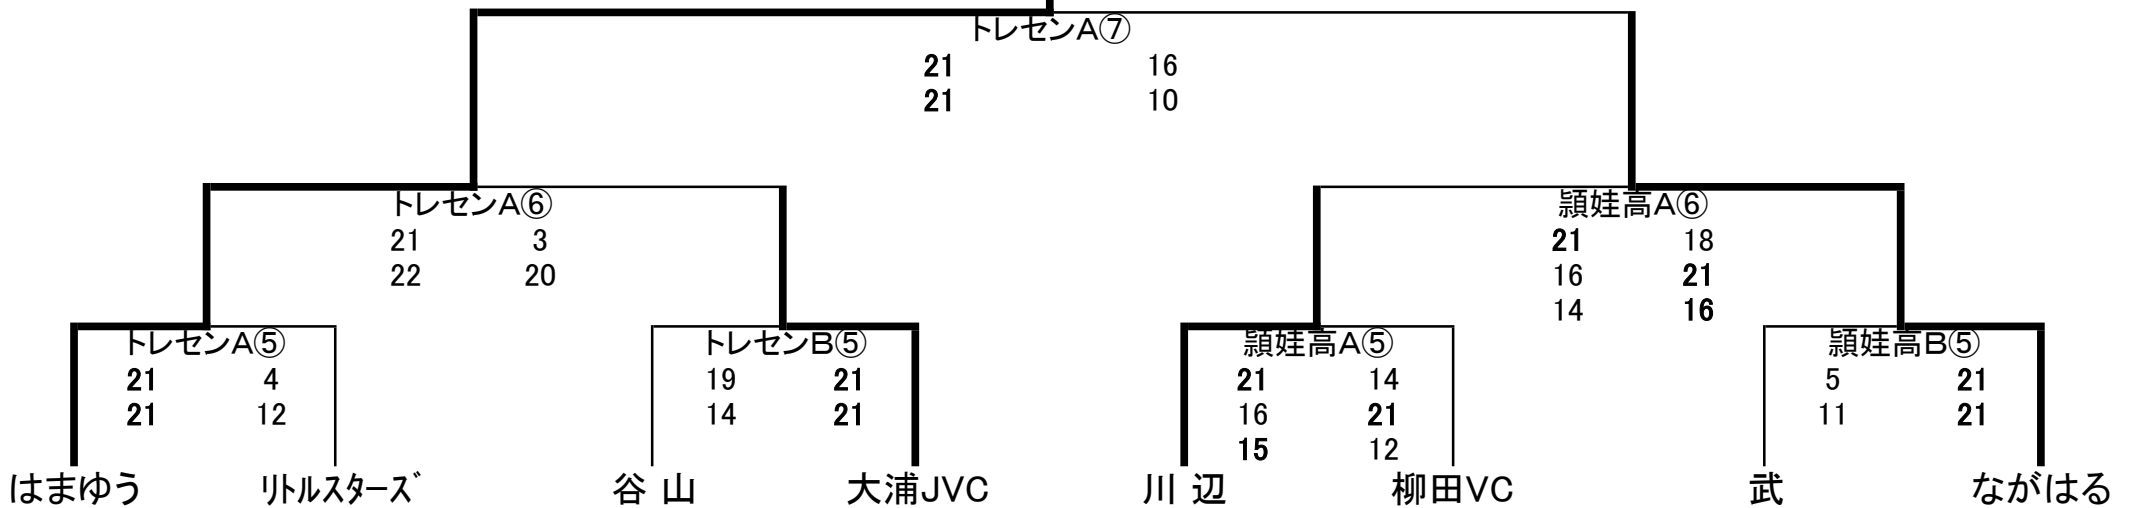 トレセンA⑦
21 16
21 10
トレセンA⑥ 頴娃高A⑥
21 3 21 18
22 20 16 21
14 16
トレセンA⑤ トレセンB⑤ 頴娃高A⑤ 頴娃高B⑤
21 4 19 21 21 14 5 21
21 12 14 21 16 21 11 21
15 12
はまゆう ﾘﾄﾙｽﾀｰｽﾞ 谷 山 大浦JVC 川 辺 柳田VC 武 ながはる